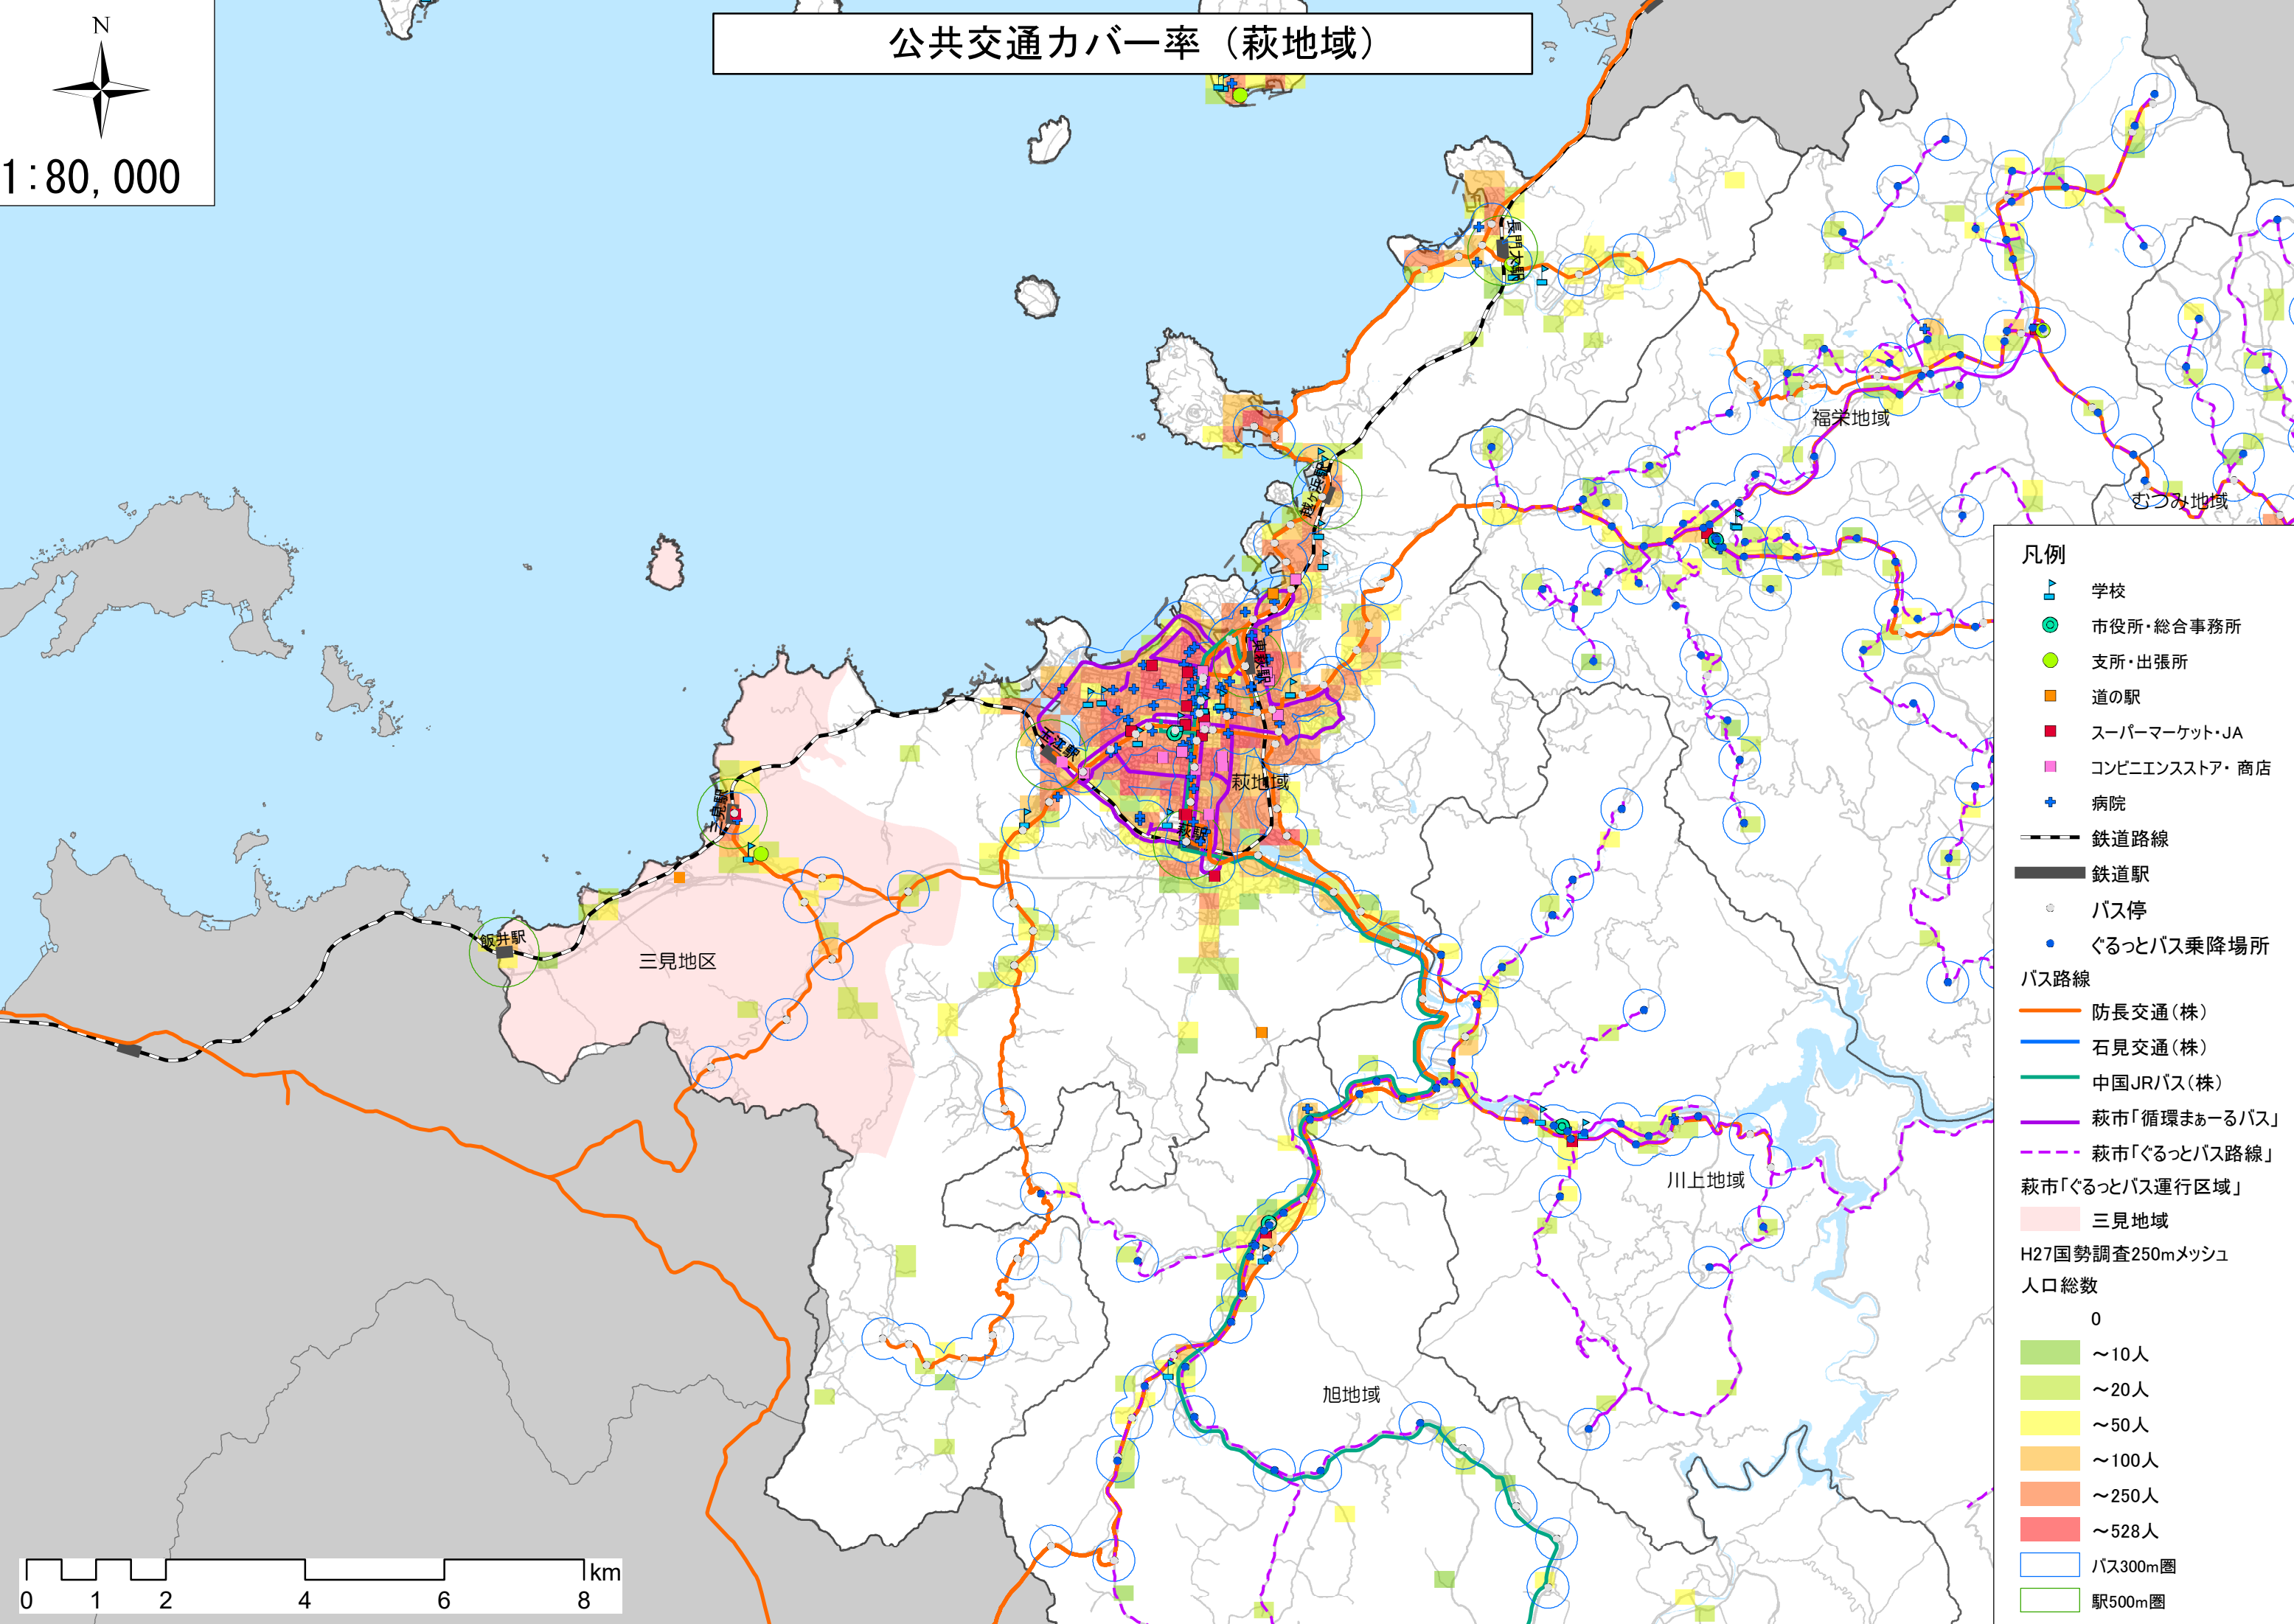 公共交通カバー率（萩地域）
N
1:80,000
長門大駅
越ヶ浜駅
福栄地域
むつみ地域
東萩駅
玉江駅
萩地域
萩駅
三見駅
飯井駅
三見地区
川上地域
旭地域
凡例
学校
市役所・総合事務所
支所・出張所
道の駅
スーパーマーケット・JA
コンビニエンスストア・ 商店
病院
鉄道路線
鉄道駅
バス停
ぐるっとバス乗降場所
バス路線
防長交通（株）
石見交通（株）
中国JRバス（株）
萩市「循環まぁーるバス」
萩市「ぐるっとバス路線」
萩市「ぐるっとバス運行区域」
三見地域
H27国勢調査250mメッシュ
人口総数
0
～10人
～20人
～50人
～100人
～250人
～528人
バス300m圏
駅500m圏
km
0 1 2 4 6 8